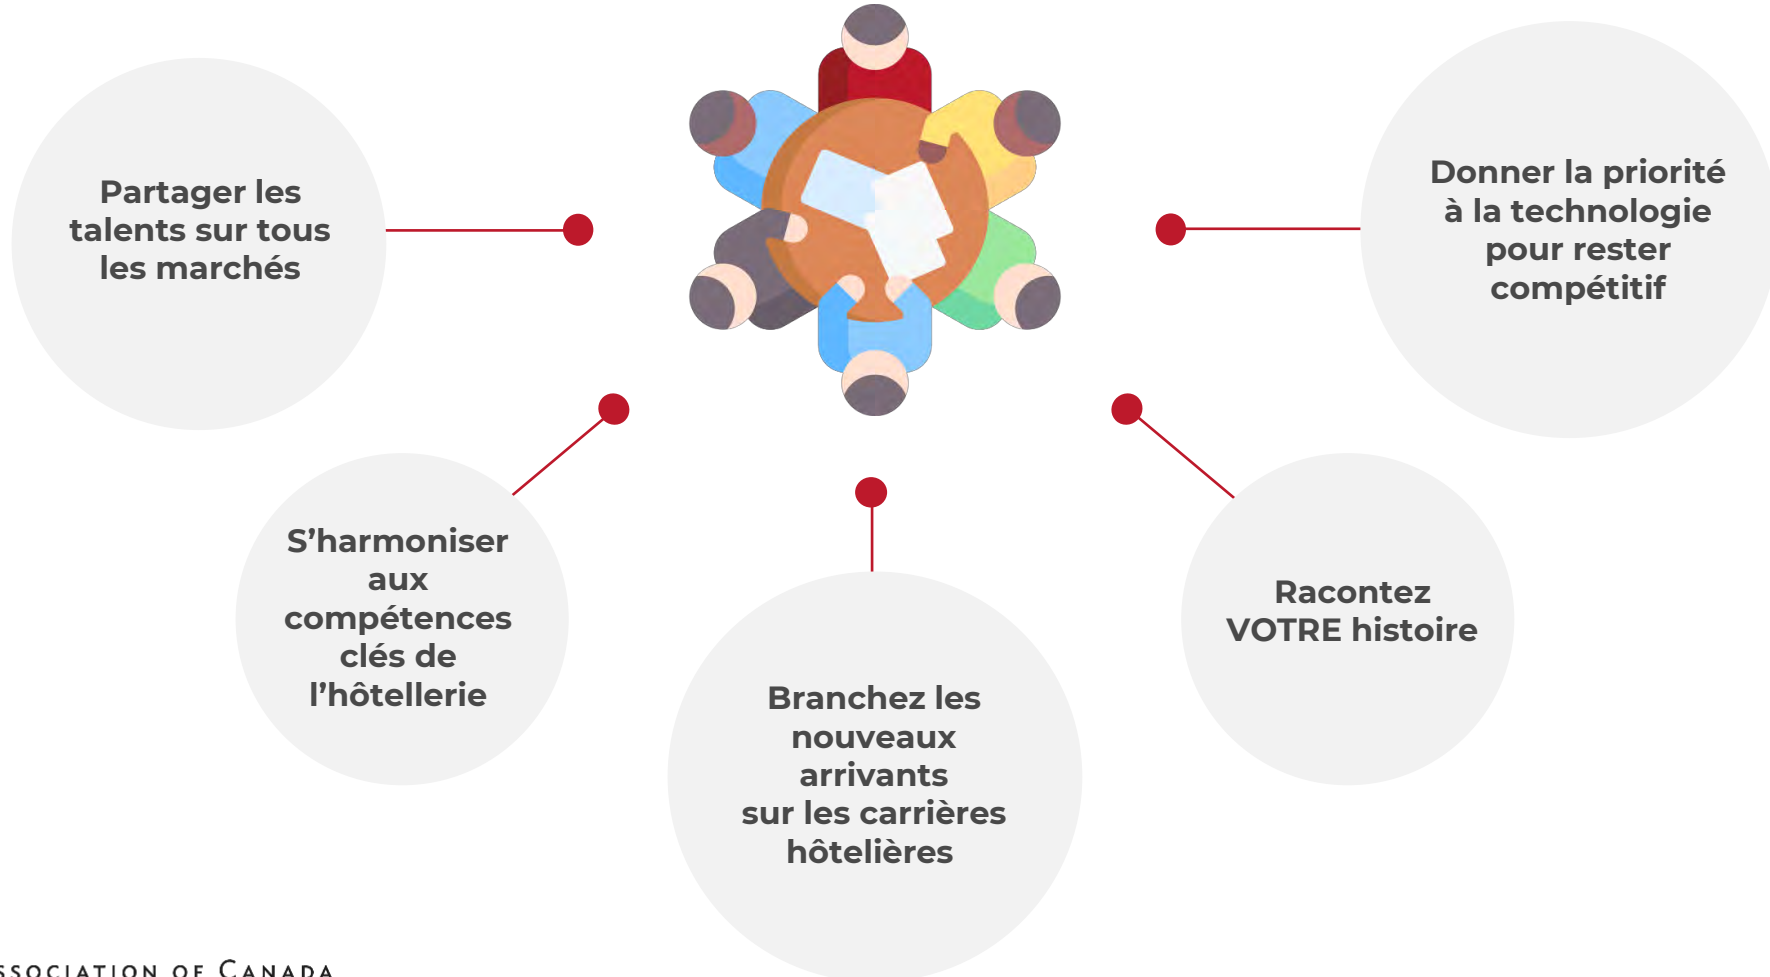 Partager les
talents sur tous
les marchés
Donner la priorité
à la technologie
pour rester
compétitif
S’harmoniser
aux
compétences
clés de
l’hôtellerie
Racontez
VOTRE histoire
Branchez les
nouveaux
arrivants
sur les carrières
hôtelières
SSOCIATION OF CANADA